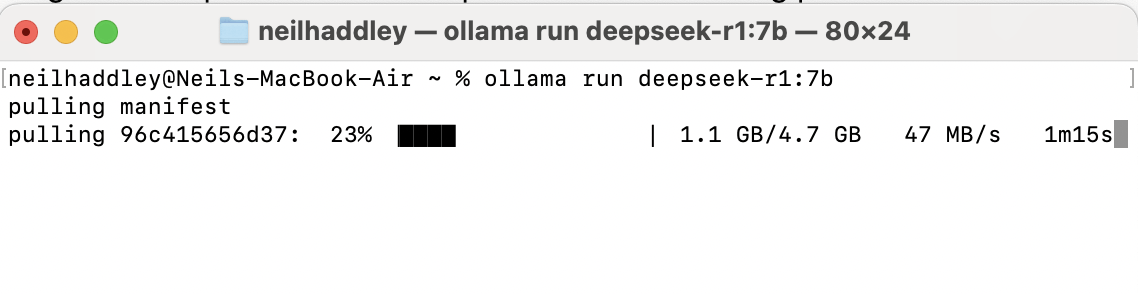 neilhaddley — ollama run deepseek-r1:7b — 80×24
[neilhaddley@Neils-MacBook-Air ~ % ollama run deepseek-r1:7b ]
pulling manifest
pulling 96c415656d37: 23% | 1.1 GB/4.7 GB 47 MB/s 1m15s